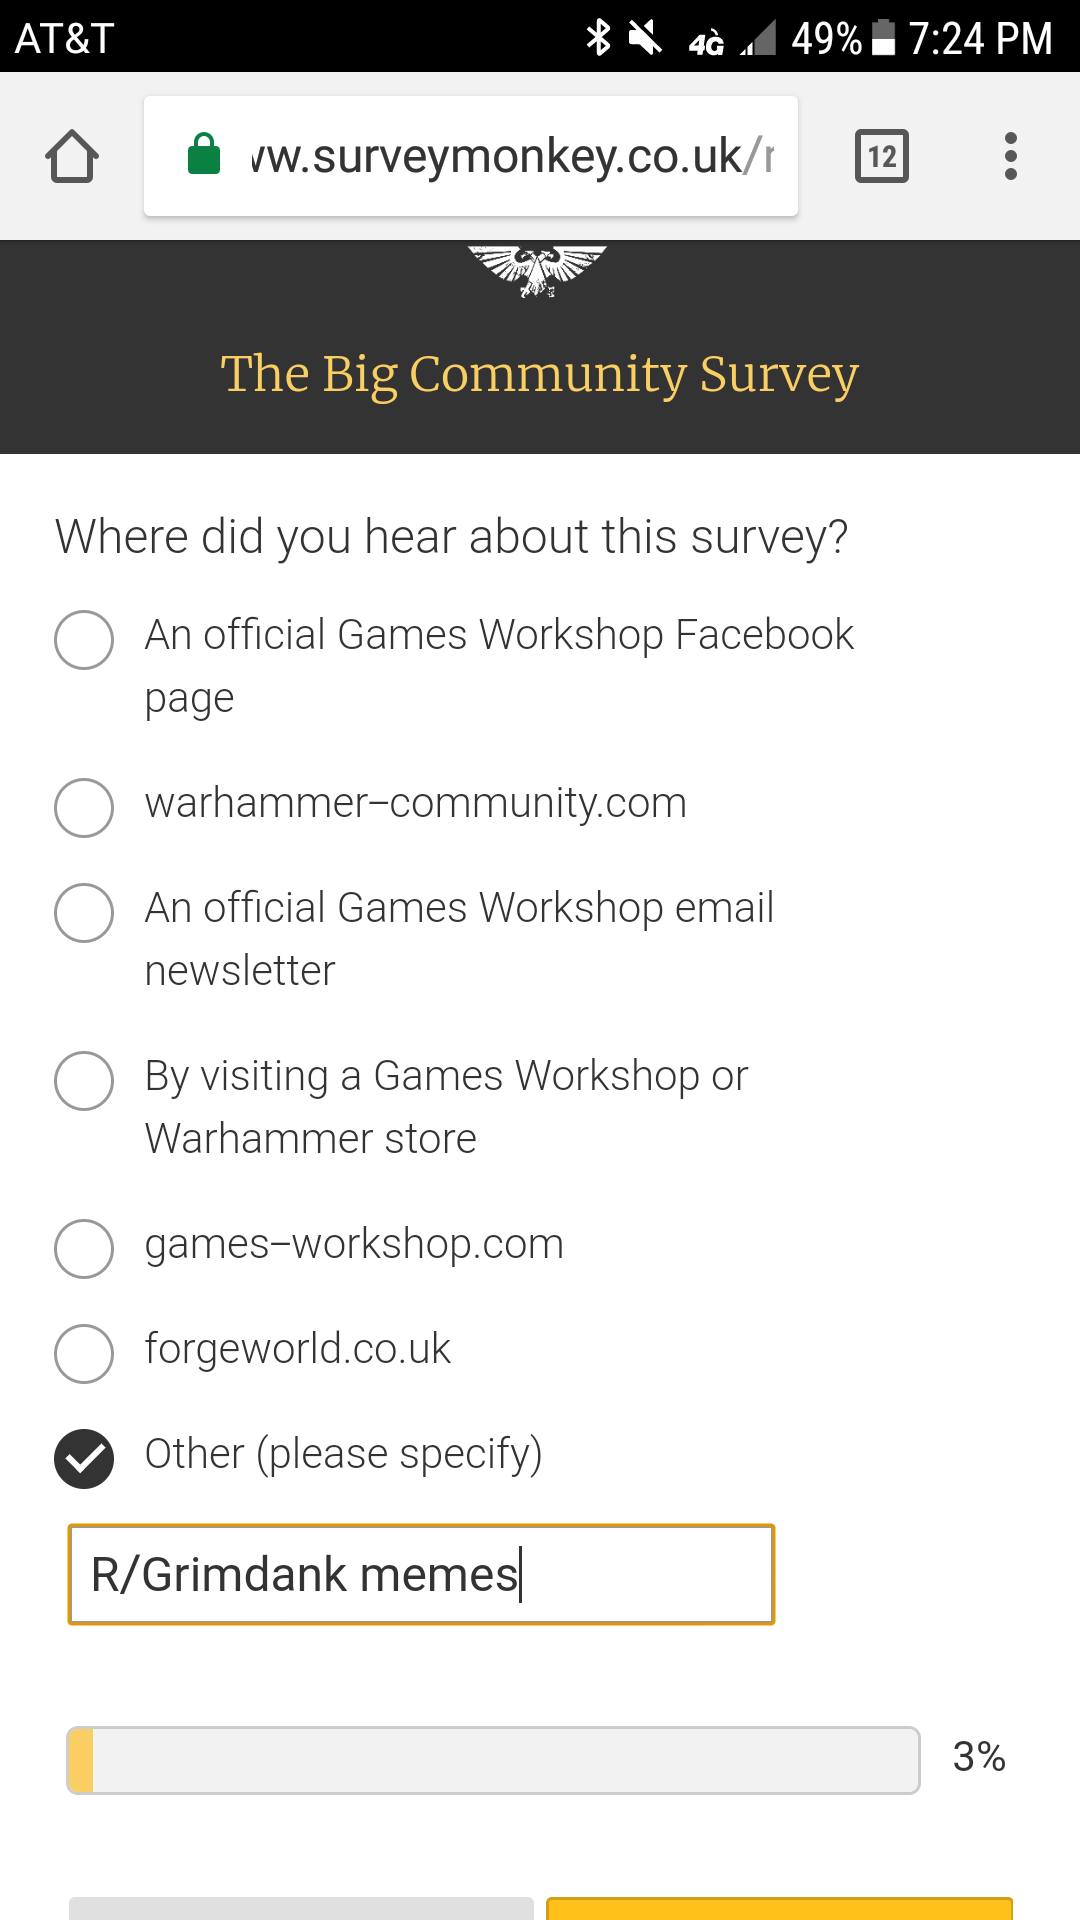 AT&T
4G 49% 7:24 PM
ww.surveymonkey.co.uk/r
12
The Big Community Survey
Where did you hear about this survey?
An official Games Workshop Facebook
page
warhammer-community.com
An official Games Workshop email
newsletter
By visiting a Games Workshop or
Warhammer store
games-workshop.com
forgeworld.co.uk
Other (please specify)
R/Grimdank memes
3%